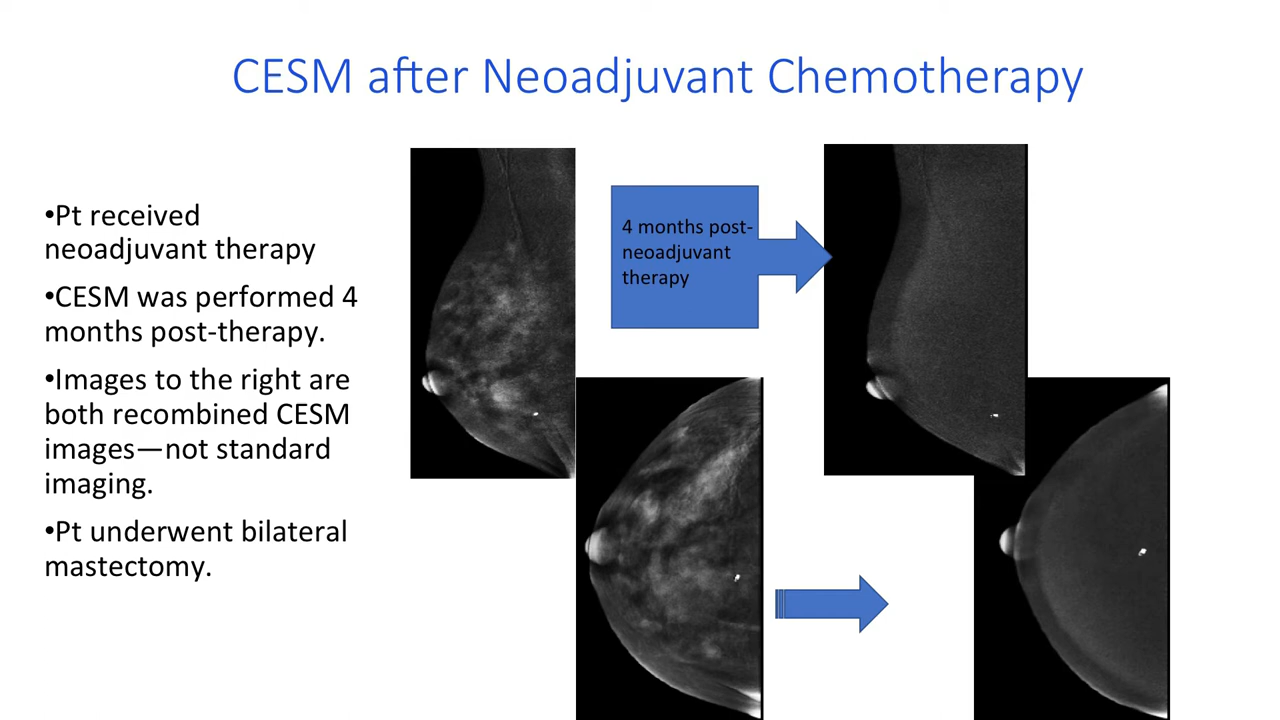 CESM after Neoadjuvant Chemotherapy
•Pt received
neoadjuvant therapy
•CESM was performed 4
months post-therapy.
•Images to the right are
both recombined CESM
images—not standard
imaging.
•Pt underwent bilateral
mastectomy.
4 months post-
neoadjuvant
therapy